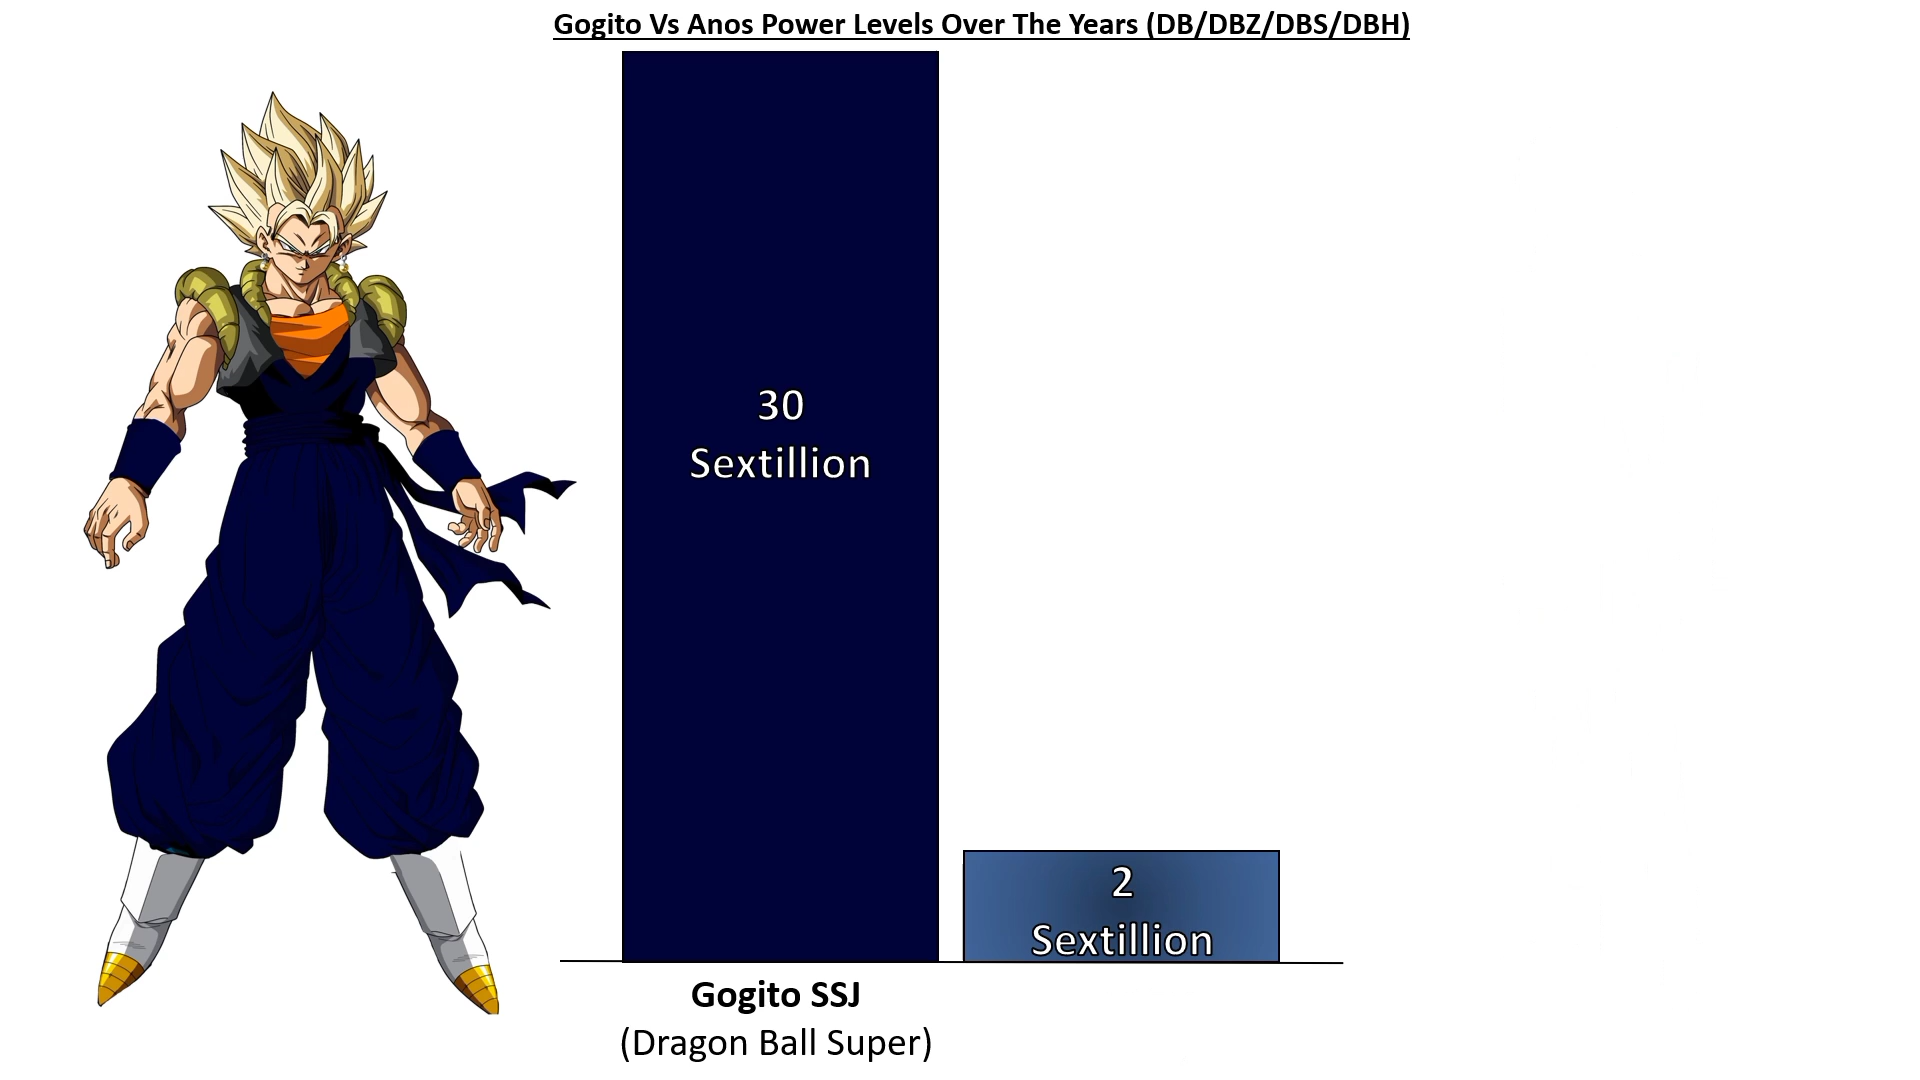 Gogito Vs Anos Power Levels Over The Years (DB/DBZ/DBS/DBH)
30
Sextillion
2
Sextillion
Gogito SSJ
(Dragon Ball Super)